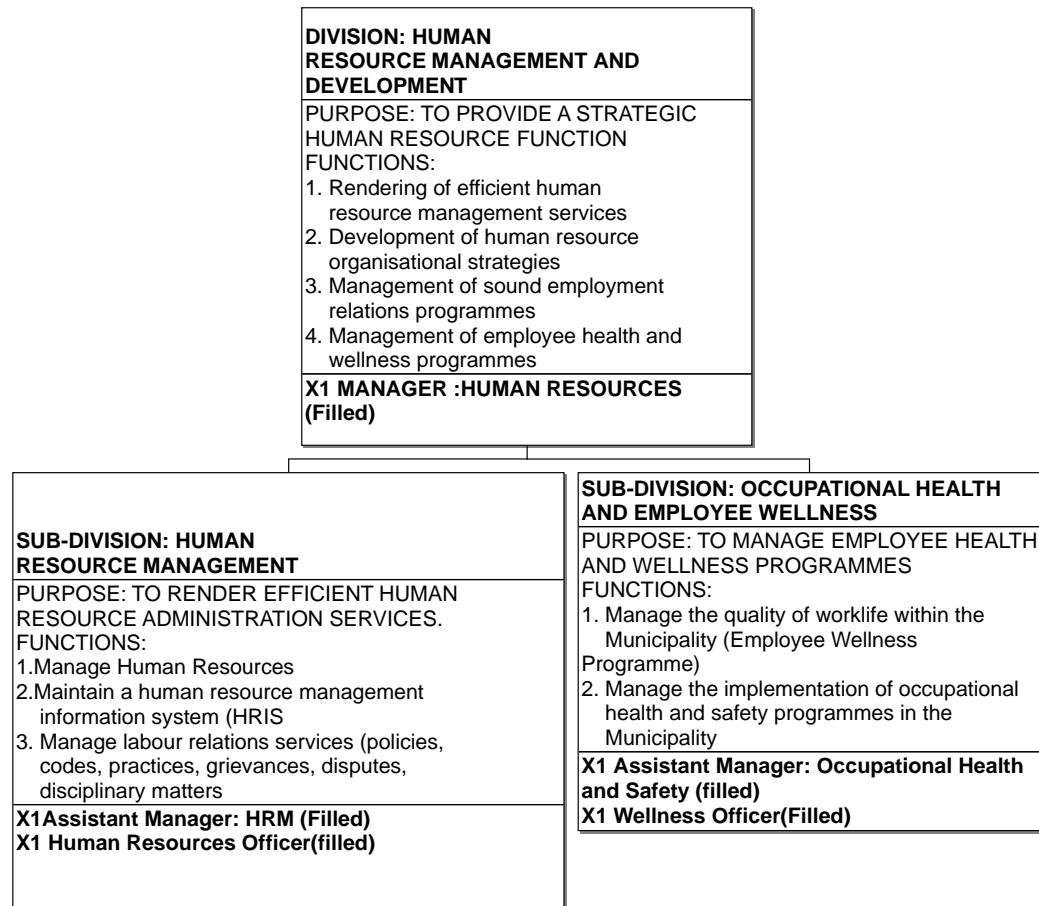 DIVISION: HUMAN
RESOURCE MANAGEMENT AND
DEVELOPMENT
PURPOSE: TO PROVIDE A STRATEGIC
HUMAN RESOURCE FUNCTION
FUNCTIONS:
1. Rendering of efficient human
resource management services
2. Development of human resource
organisational strategies
3. Management of sound employment
relations programmes
4. Management of employee health and
wellness programmes
X1 MANAGER :HUMAN RESOURCES
(Filled)
SUB-DIVISION: HUMAN
RESOURCE MANAGEMENT
PURPOSE: TO RENDER EFFICIENT HUMAN
RESOURCE ADMINISTRATION SERVICES.
FUNCTIONS:
1.Manage Human Resources
2.Maintain a human resource management
information system (HRIS
3. Manage labour relations services (policies,
codes, practices, grievances, disputes,
disciplinary matters
X1Assistant Manager: HRM (Filled)
X1 Human Resources Officer(filled)
SUB-DIVISION: OCCUPATIONAL HEALTH
AND EMPLOYEE WELLNESS
PURPOSE: TO MANAGE EMPLOYEE HEALTH
AND WELLNESS PROGRAMMES
FUNCTIONS:
1. Manage the quality of worklife within the
Municipality (Employee Wellness
Programme)
2. Manage the implementation of occupational
health and safety programmes in the
Municipality
X1 Assistant Manager: Occupational Health
and Safety (filled)
X1 Wellness Officer(Filled)